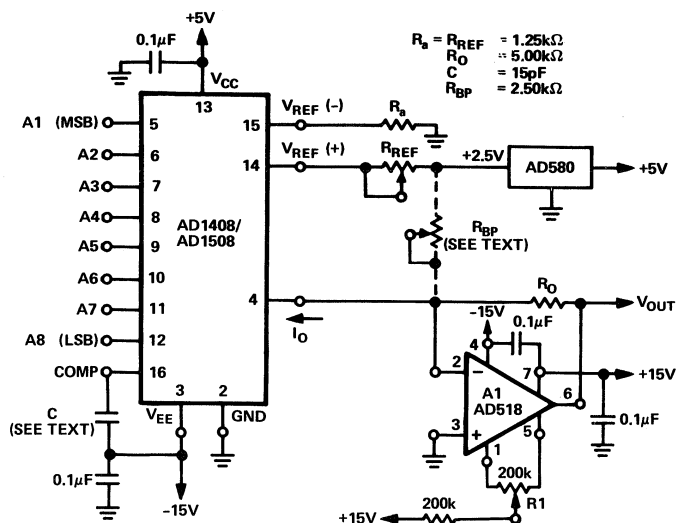 +5V
0.1μF
Ra = RREF = 1.25kΩ
RO = 5.00kΩ
C = 15pF
RBP = 2.50kΩ
VCC
13
A1 (MSB) 5
A2 6
A3 7
A4 8
A5 9
A6 10
A7 11
A8 (LSB) 12
COMP 16
AD1408/
AD1508
15 VREF (-) Ra
14 VREF (+) RREF +2.5V AD580 +5V
RBP
(SEE TEXT)
4 IO RO VOUT
-15V
0.1μF
4
2 −
7 +15V
A1
AD518
6
3 +
5
1
0.1μF
200k
R1
+15V 200k
3
VEE
2
GND
C
(SEE TEXT)
0.1μF
-15V